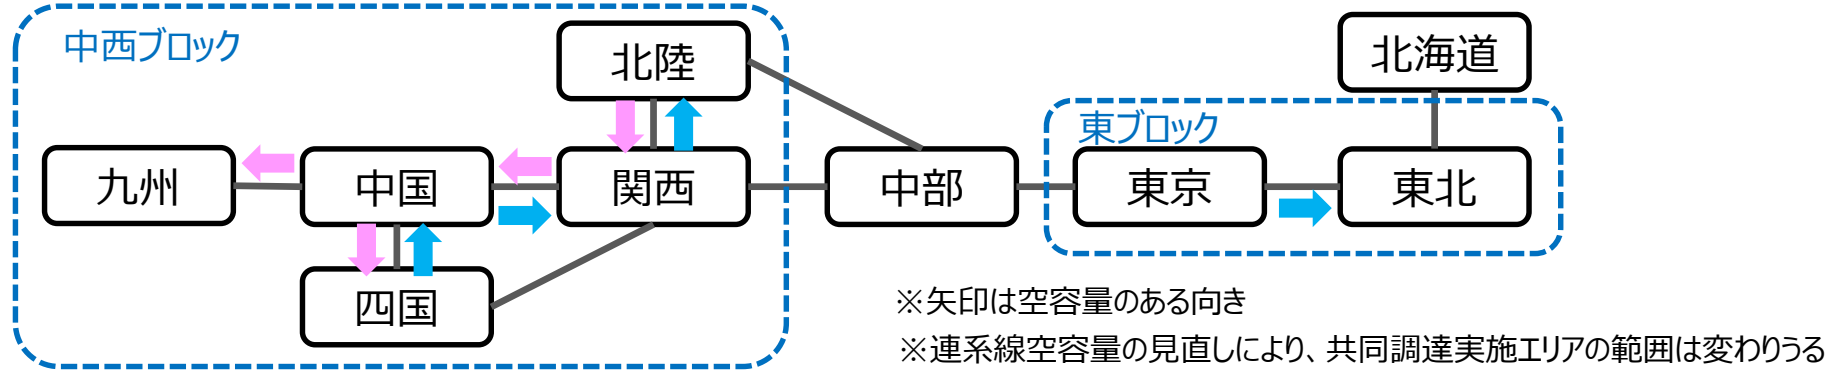 中西ブロック
北陸
北海道
東ブロック
九州
中国
関西
中部
東京
東北
四国
※矢印は空容量のある向き
※連系線空容量の見直しにより、共同調達実施エリアの範囲は変わりうる